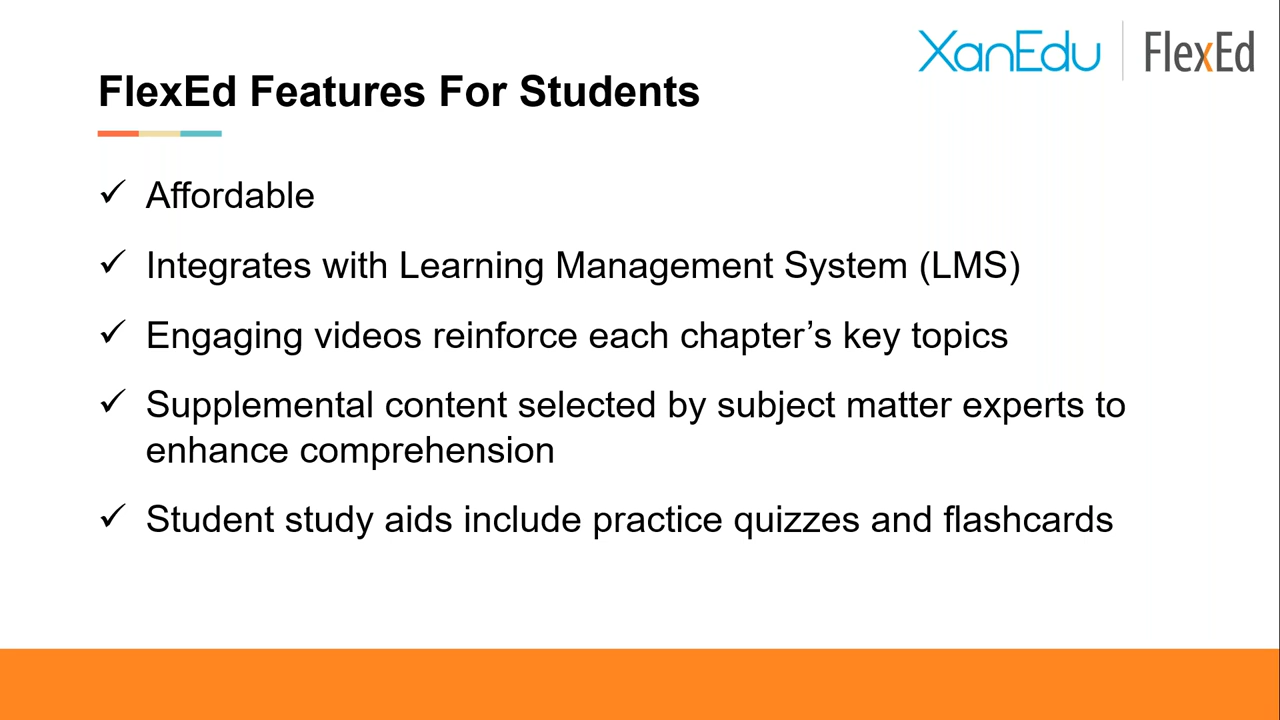 XanEdu FlexEd
FlexEd Features For Students
✓ Affordable
✓ Integrates with Learning Management System (LMS)
✓ Engaging videos reinforce each chapter’s key topics
✓ Supplemental content selected by subject matter experts to
enhance comprehension
✓ Student study aids include practice quizzes and flashcards